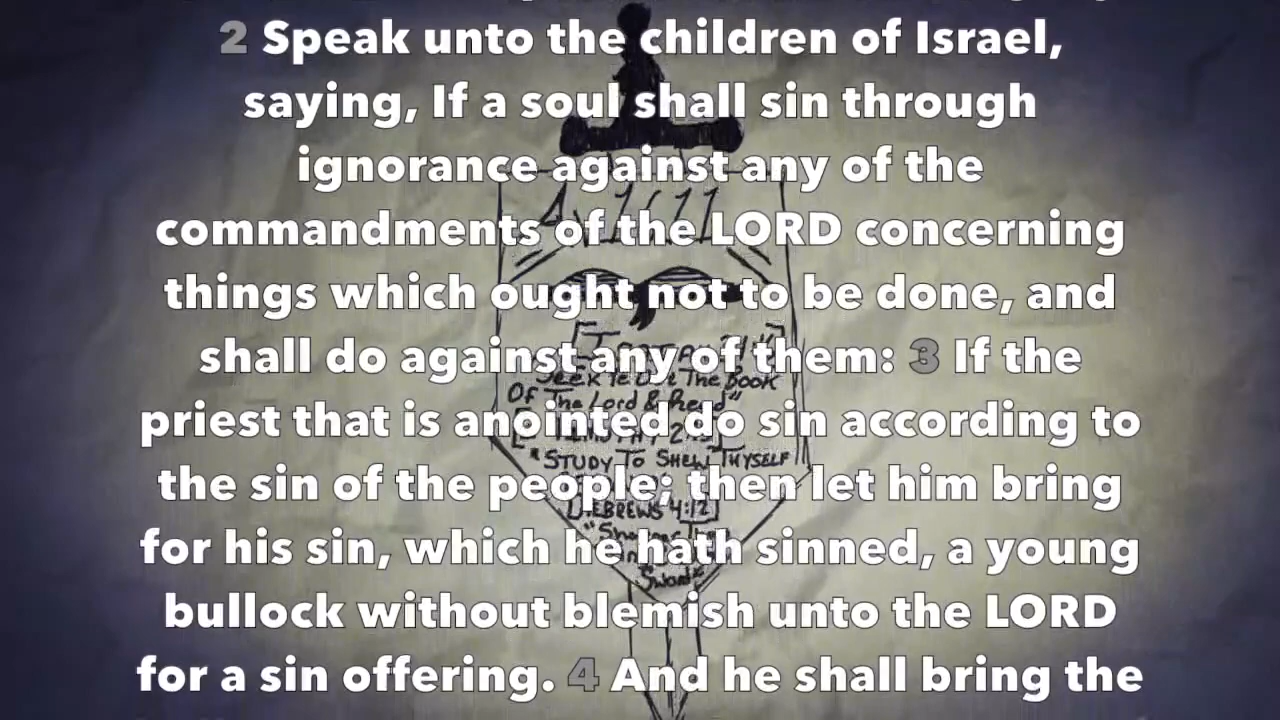 2 Speak unto the children of Israel,
saying, If a soul shall sin through
ignorance against any of the
commandments of the LORD concerning
things which ought not to be done, and
shall do against any of them: 3 If the
priest that is anointed do sin according to
the sin of the people; then let him bring
for his sin, which he hath sinned, a young
bullock without blemish unto the LORD
for a sin offering. 4 And he shall bring the
1611
Seek Ye Out The Book
Of The Lord & Read"
"STUDY TO SHEW THYSELF
HEBREWS 4:12]